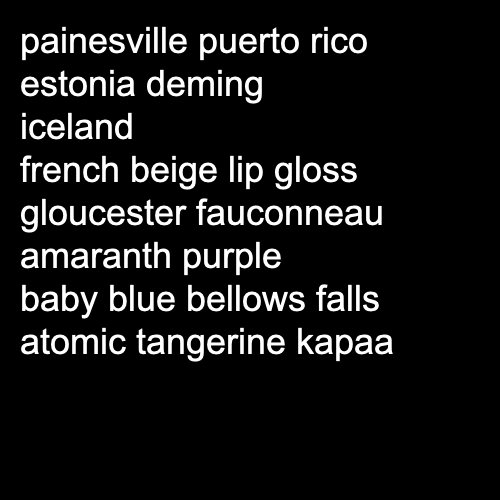 painesville puerto rico
estonia deming
iceland
french beige lip gloss
gloucester fauconneau
amaranth purple
baby blue bellows falls
atomic tangerine kapaa